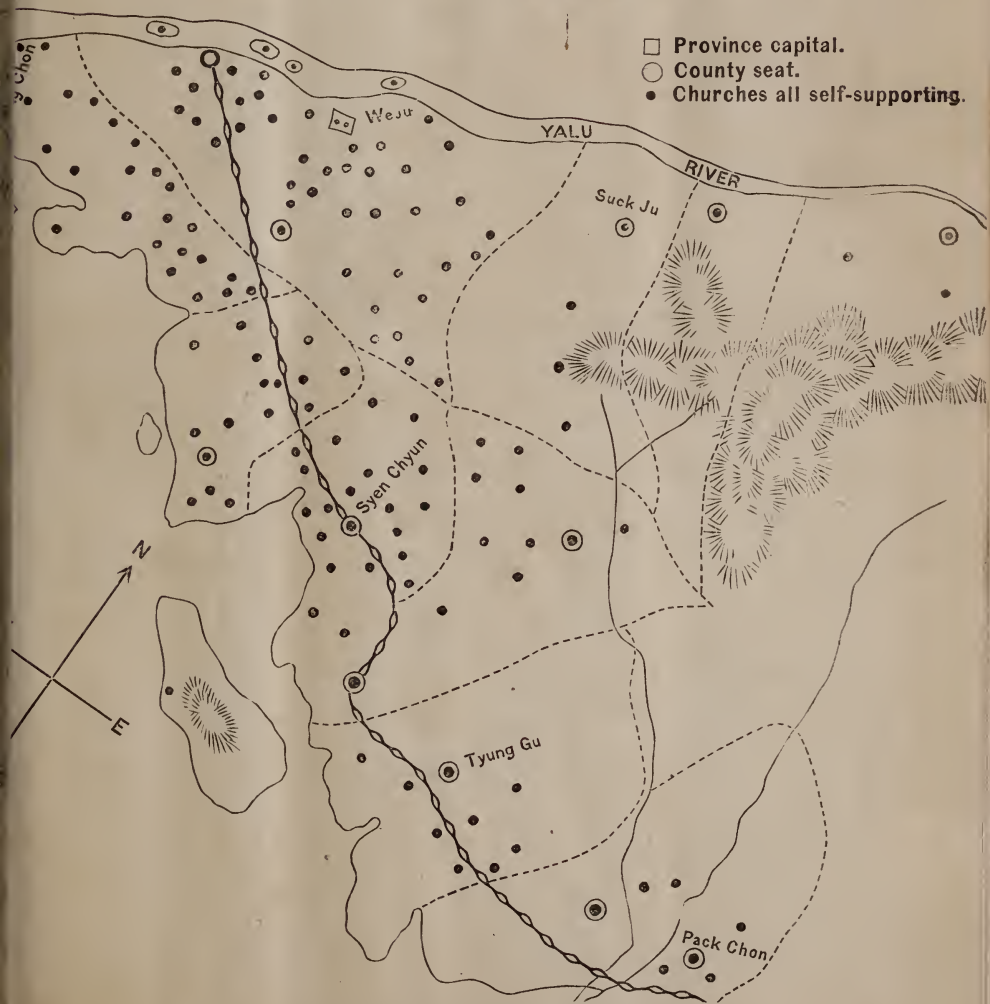 Province capital.
County seat.
Churches all self-supporting.
Chon
Weju
YALU
RIVER
Suck Ju
Syen Chyun
N
E
Tyung Gu
Pack Chon